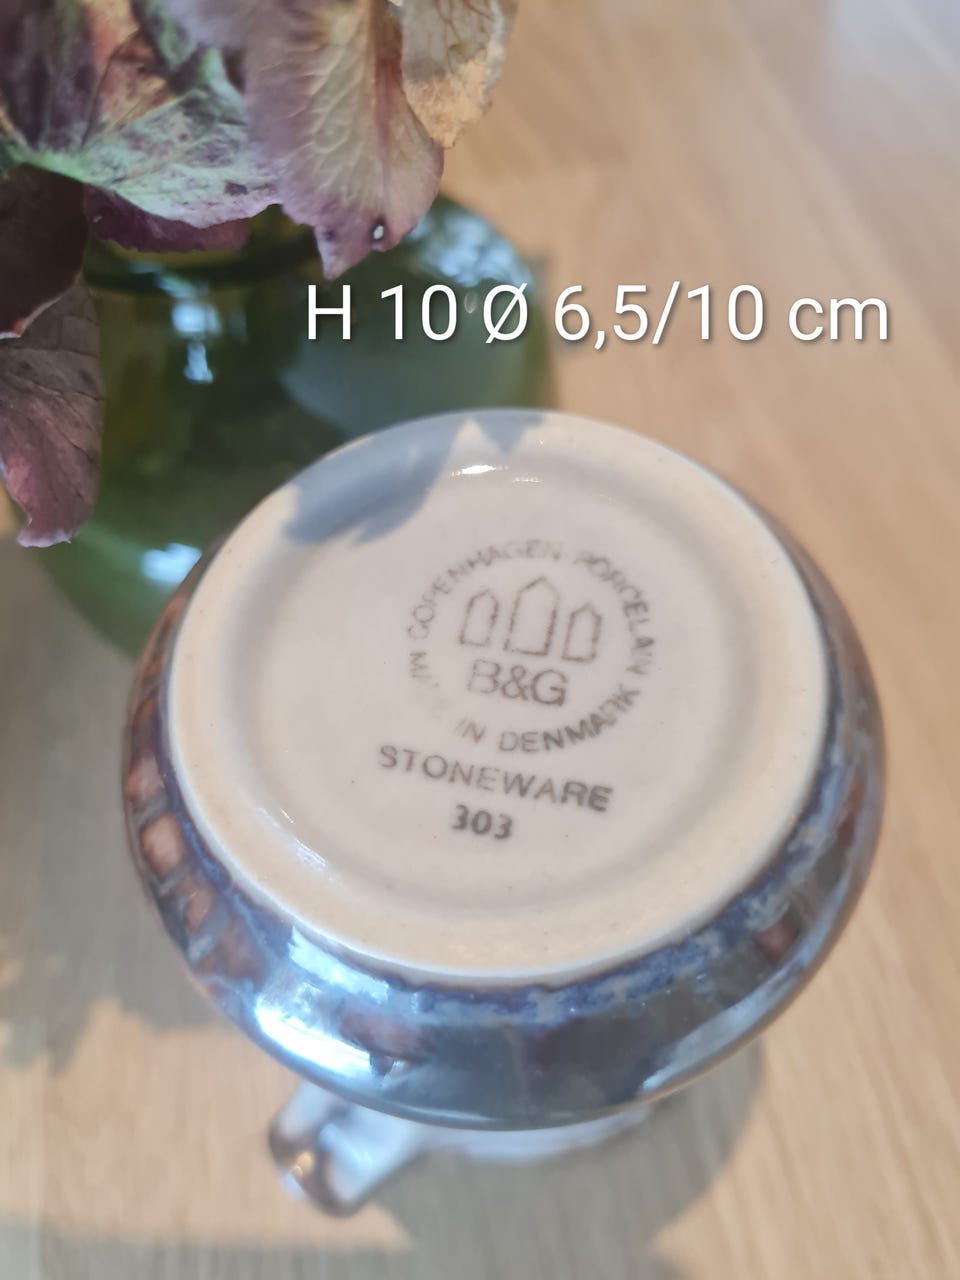 H 10 Ø 6,5/10 cm
COPENHAGEN PORCELAIN
B&G
IN DENMARK
STONEWARE
303